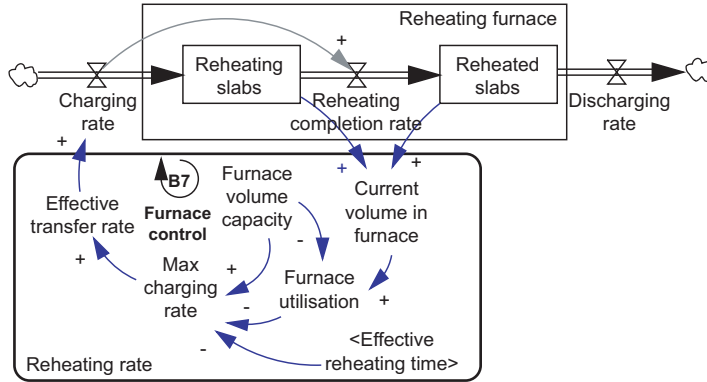 Reheating furnace
+
Reheating
slabs
Reheated
slabs
Charging
rate
Reheating
completion rate
Discharging
rate
+
+
+
B7
Furnace
control
Furnace
volume
capacity
Current
volume in
furnace
Effective
transfer rate
-
+
+
Max
charging
rate
Furnace
utilisation
-
+
<Effective
reheating time>
-
Reheating rate